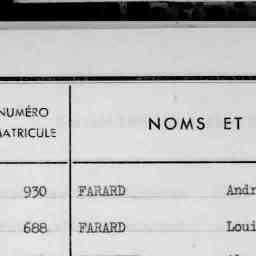 NUMÉRO
MATRICULE
NOMS ET
930 FARARD Andr
688 FARARD Loui